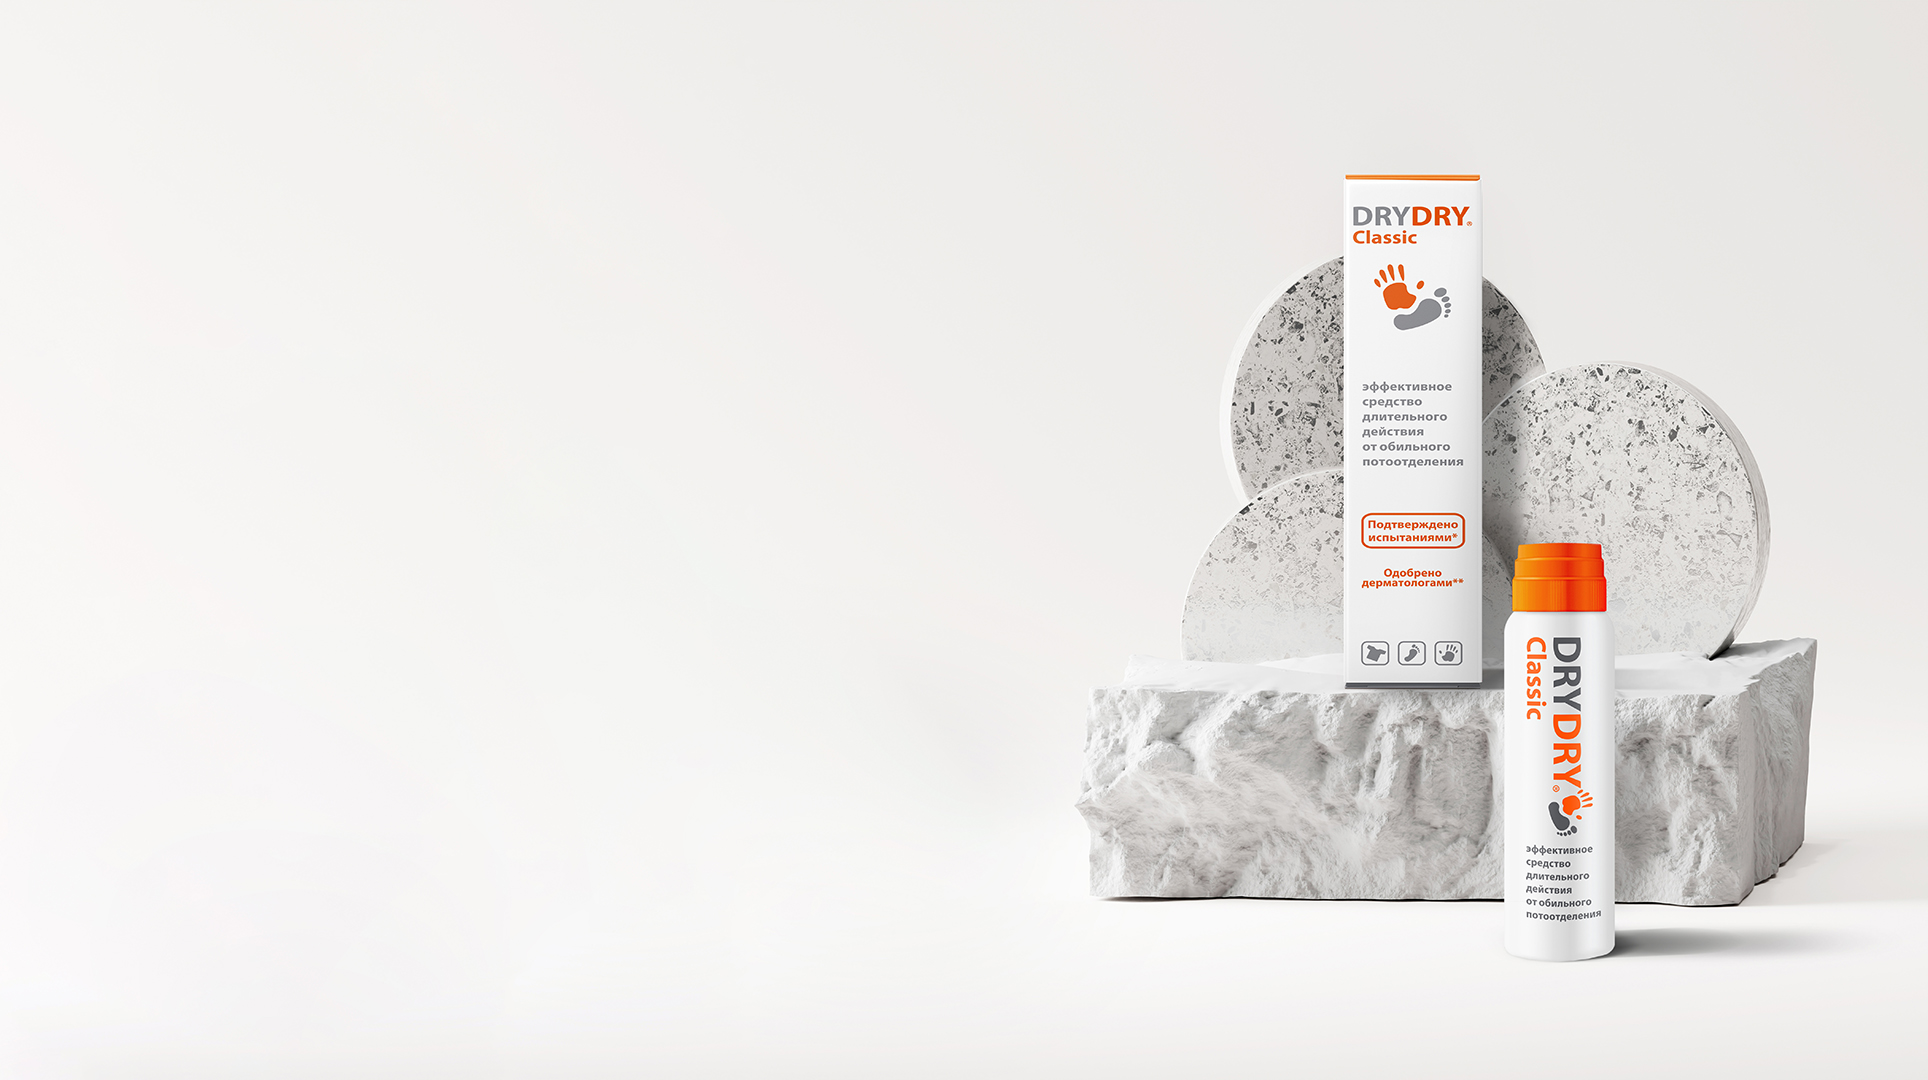 DRYDRY®
Classic
эффективное
средство
длительного
действия
от обильного
потоотделения
Подтверждено
испытаниями*
Одобрено
дерматологами**
DRYDRY®
Classic
эффективное
средство
длительного
действия
от обильного
потоотделения